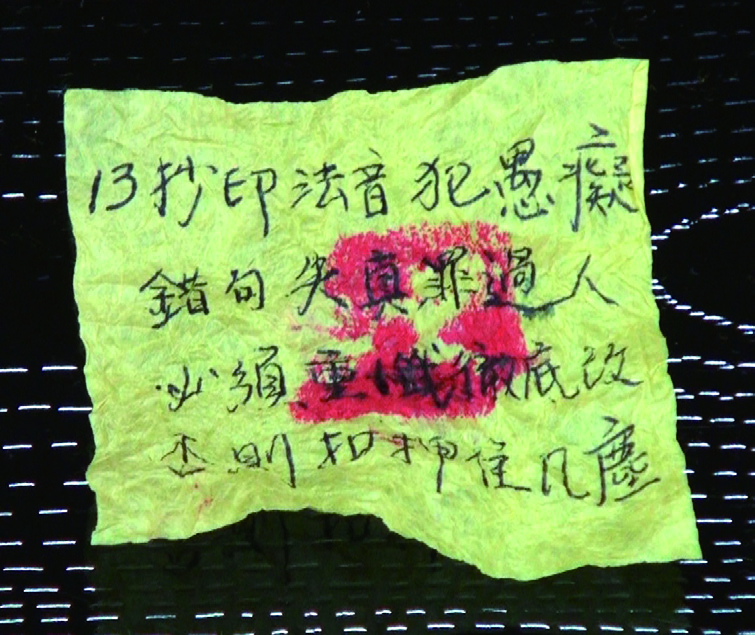 13抄印法音犯愚癡
錯句失真罪過人
必須重懺徹底改
否則扣押住凡塵